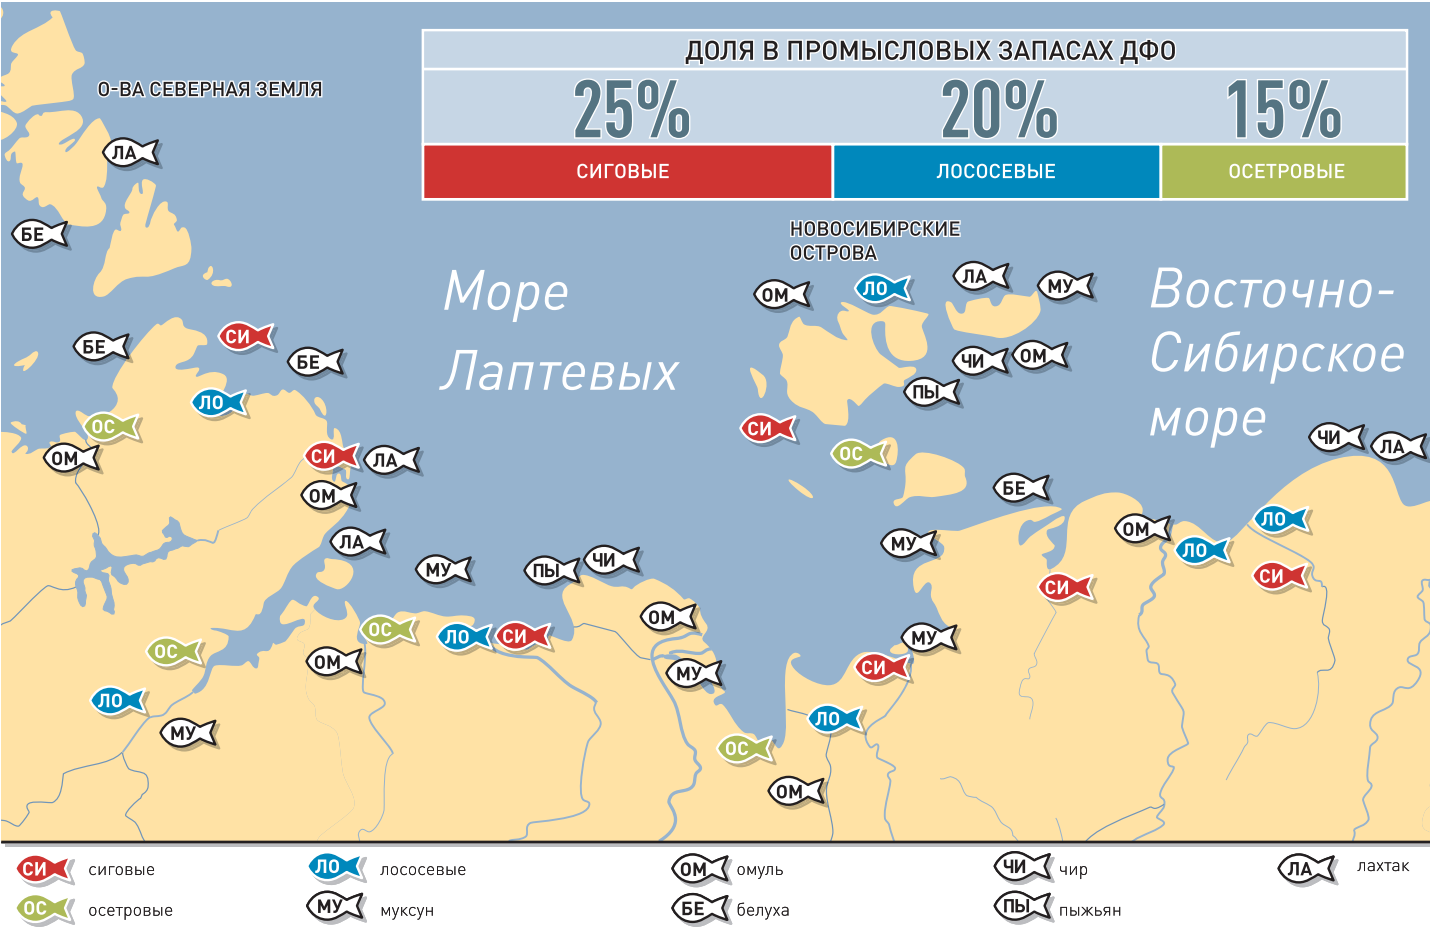 ДОЛЯ В ПРОМЫСЛОВЫХ ЗАПАСАХ ДФО
25% 20% 15%
СИГОВЫЕ ЛОСОСЕВЫЕ ОСЕТРОВЫЕ
О-ВА СЕВЕРНАЯ ЗЕМЛЯ
ЛА
БЕ
НОВОСИБИРСКИЕ
ОСТРОВА
Море
Лаптевых
Восточно-
Сибирское
море
ОМ ЛО ЛА МУ
БЕ СИ БЕ
ЧИ ОМ
ПЫ
ЛО
ОС
СИ
ОМ СИ ЛА
ОС
ЧИ ЛА
ОМ
БЕ
ЛА
МУ
ОМ ЛО
ЛО
МУ ПЫ ЧИ
СИ СИ
ОМ
ОС ЛО СИ
МУ
ОС ОМ
СИ
МУ
ЛО
МУ
ЛО
ОС
ОМ
СИ сиговые ЛО лососевые ОМ омуль ЧИ чир ЛА лахтак
ОС осетровые МУ муксун БЕ белуха ПЫ пыжьян